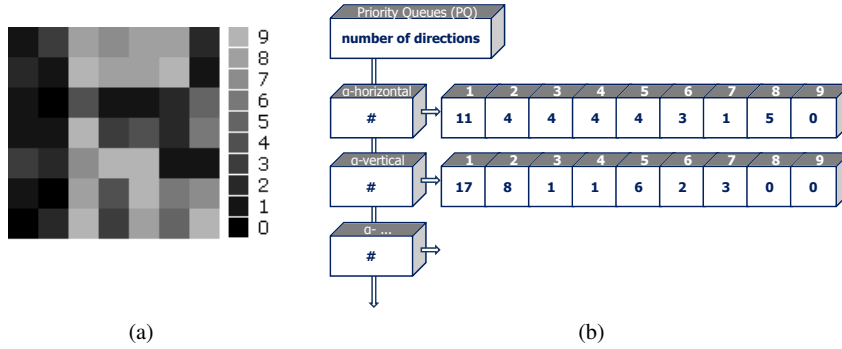 9
8
7
6
5
4
3
2
1
0
(a)
Priority Queues (PQ)
number of directions
α-horizontal
#
1 2 3 4 5 6 7 8 9
11 4 4 4 4 3 1 5 0
α-vertical
#
1 2 3 4 5 6 7 8 9
17 8 1 1 6 2 3 0 0
α- ...
#
(b)